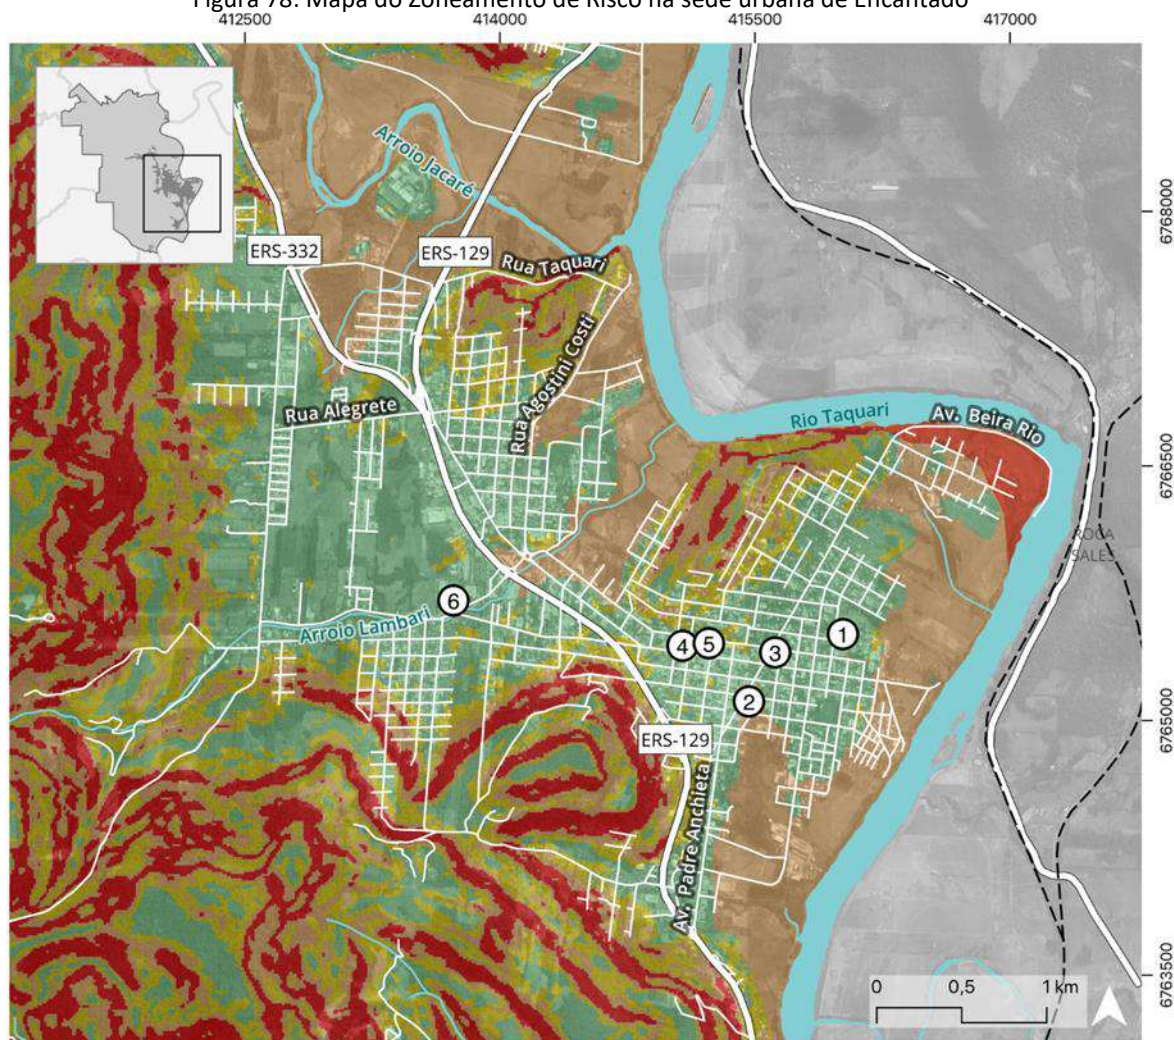 Figura 78: Mapa do Zoneamento de Risco na sede urbana de Encantado
412500
414000
415500
417000
Arroio Jacaré
6768000
ERS-332
ERS-129
Rua Taquari
Rua Agostini Costi
Rua Alegrete
Rio Taquari
Av. Beira Rio
6766500
ROCA
SALES
6
Arroio Lambari
1
4
5
3
2
6765000
ERS-129
Av. Padre Anchieta
6763500
0
0,5
1 km